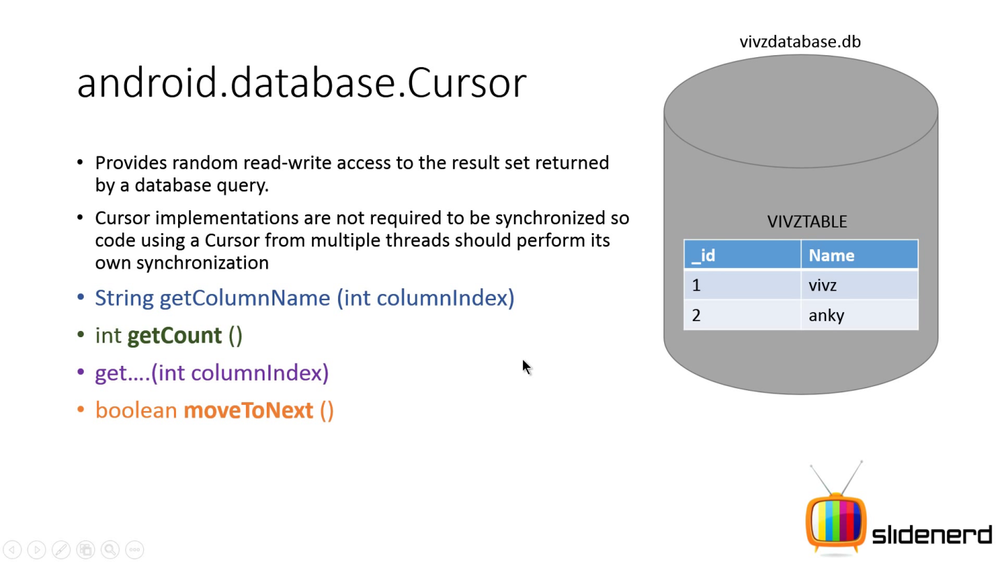 android.database.Cursor
• Provides random read-write access to the result set returned
by a database query.
• Cursor implementations are not required to be synchronized so
code using a Cursor from multiple threads should perform its
own synchronization
• String getColumnName (int columnIndex)
• int getCount ()
• get....(int columnIndex)
• boolean moveToNext ()
vivzdatabase.db
VIVZTABLE
_id Name
1 vivz
2 anky
slidenerd